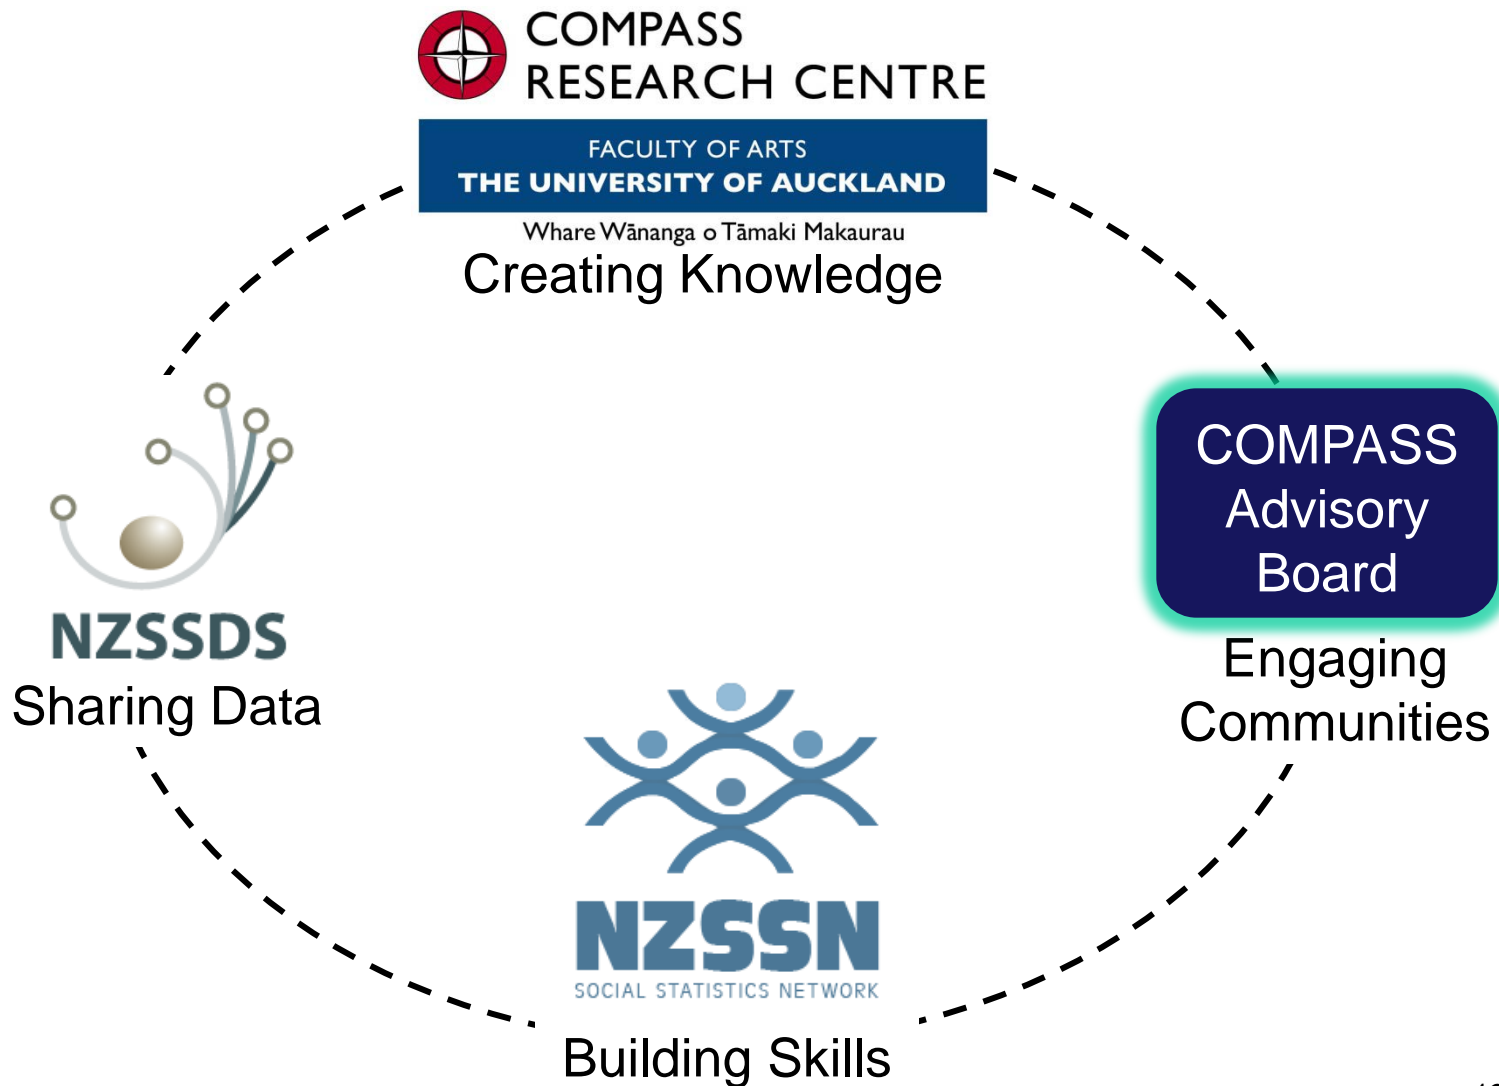 COMPASS
RESEARCH CENTRE
FACULTY OF ARTS
THE UNIVERSITY OF AUCKLAND
Whare Wānanga o Tāmaki Makaurau
Creating Knowledge
COMPASS
Advisory
Board
Engaging
Communities
NZSSDS
Sharing Data
NZSSN
SOCIAL STATISTICS NETWORK
Building Skills